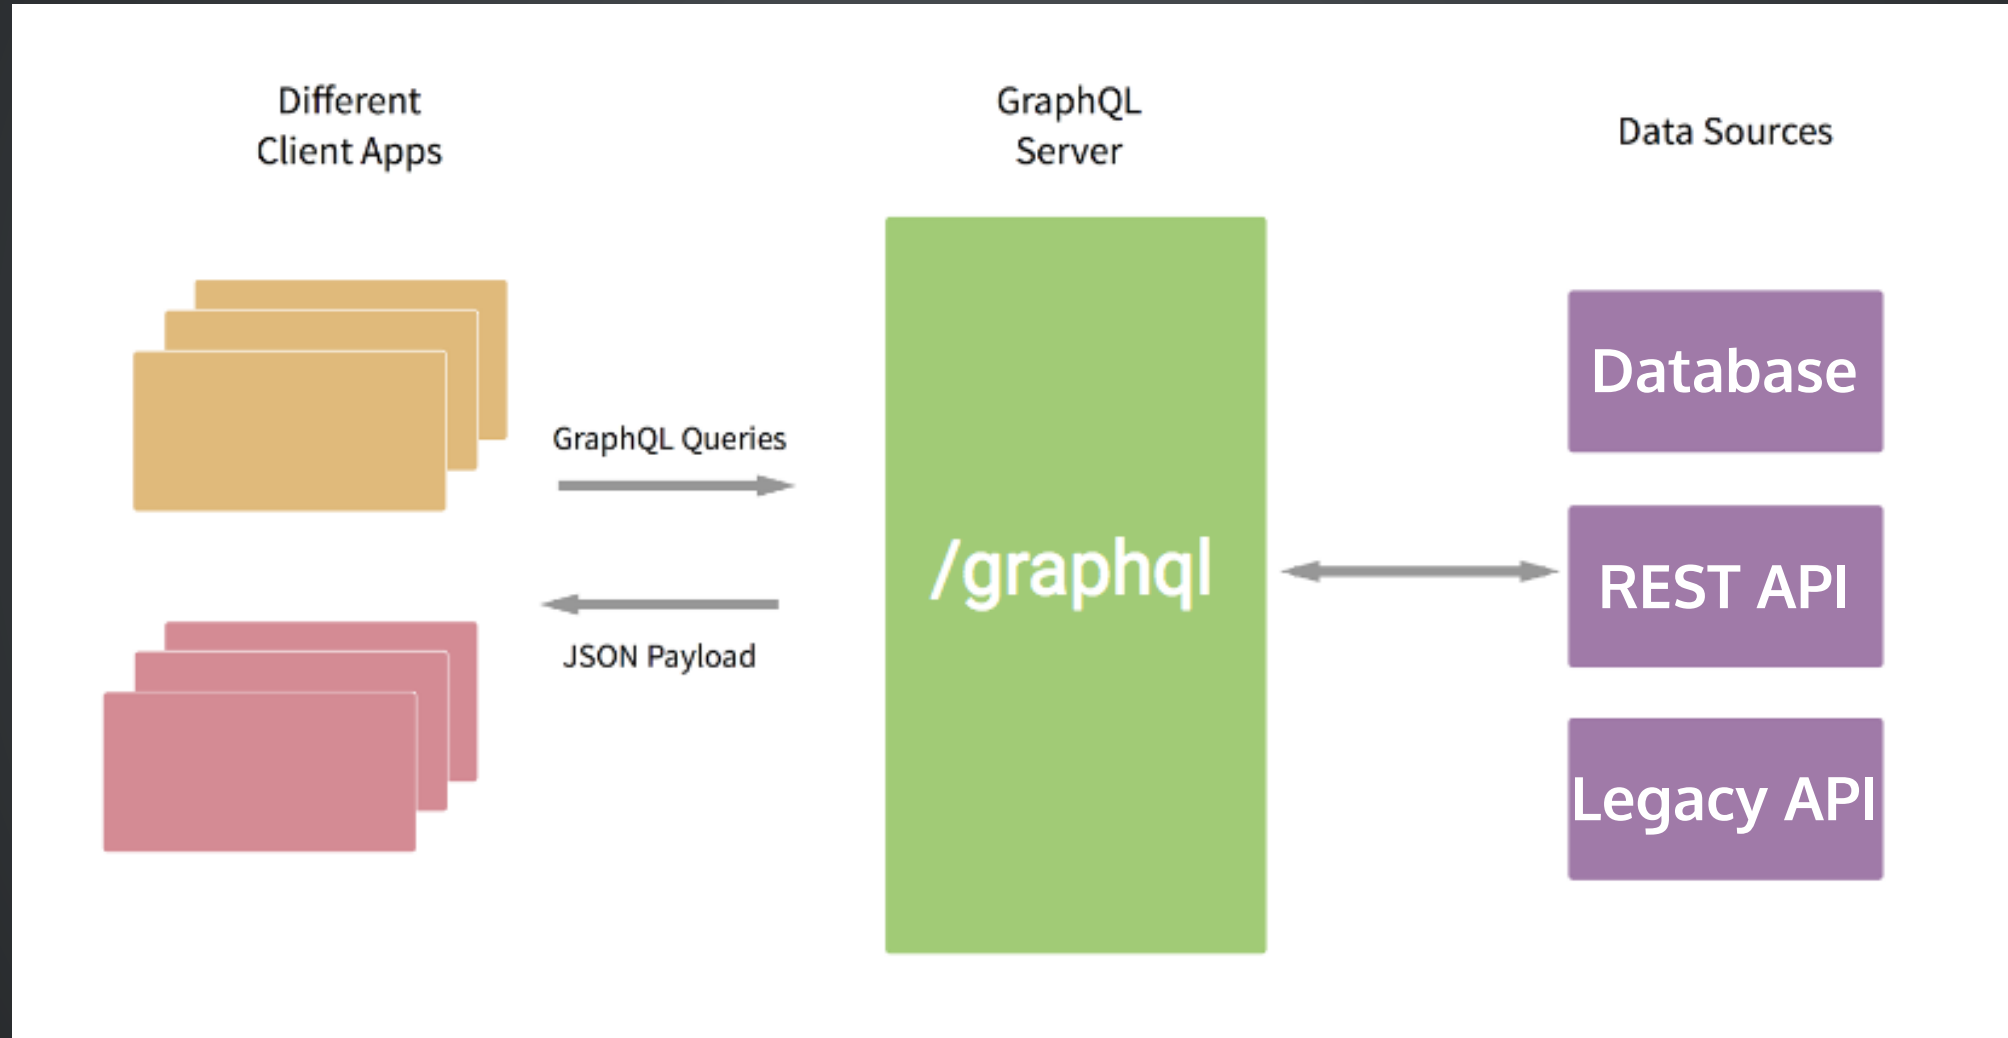 Different
Client Apps
GraphQL
Server
Data Sources
GraphQL Queries
JSON Payload
/graphql
Database
REST API
Legacy API